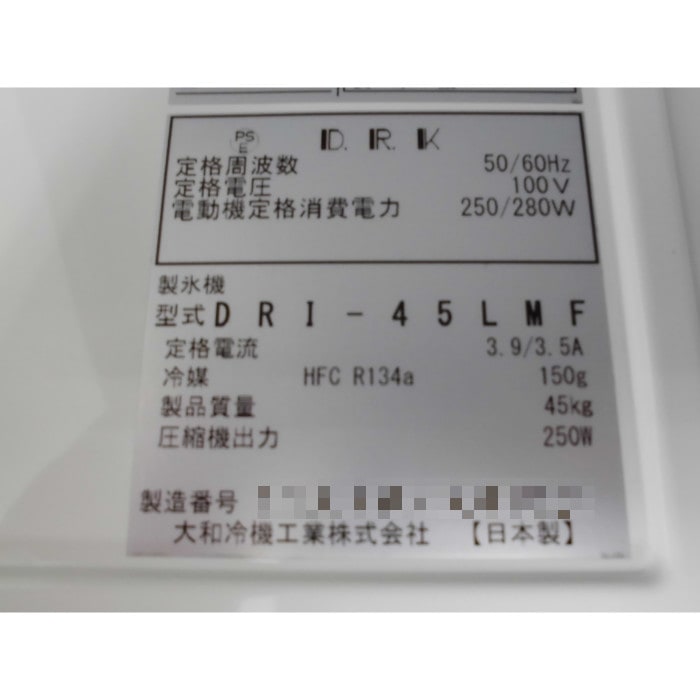 PS
E
D.R.K
定格周波数 50/60Hz
定格電圧 100V
電動機定格消費電力 250/280W
製氷機
型式 DRI-45LMF
定格電流 3.9/3.5A
冷媒 HFC R134a 150g
製品質量 45kg
圧縮機出力 250W
製造番号
大和冷機工業株式会社 【日本製】